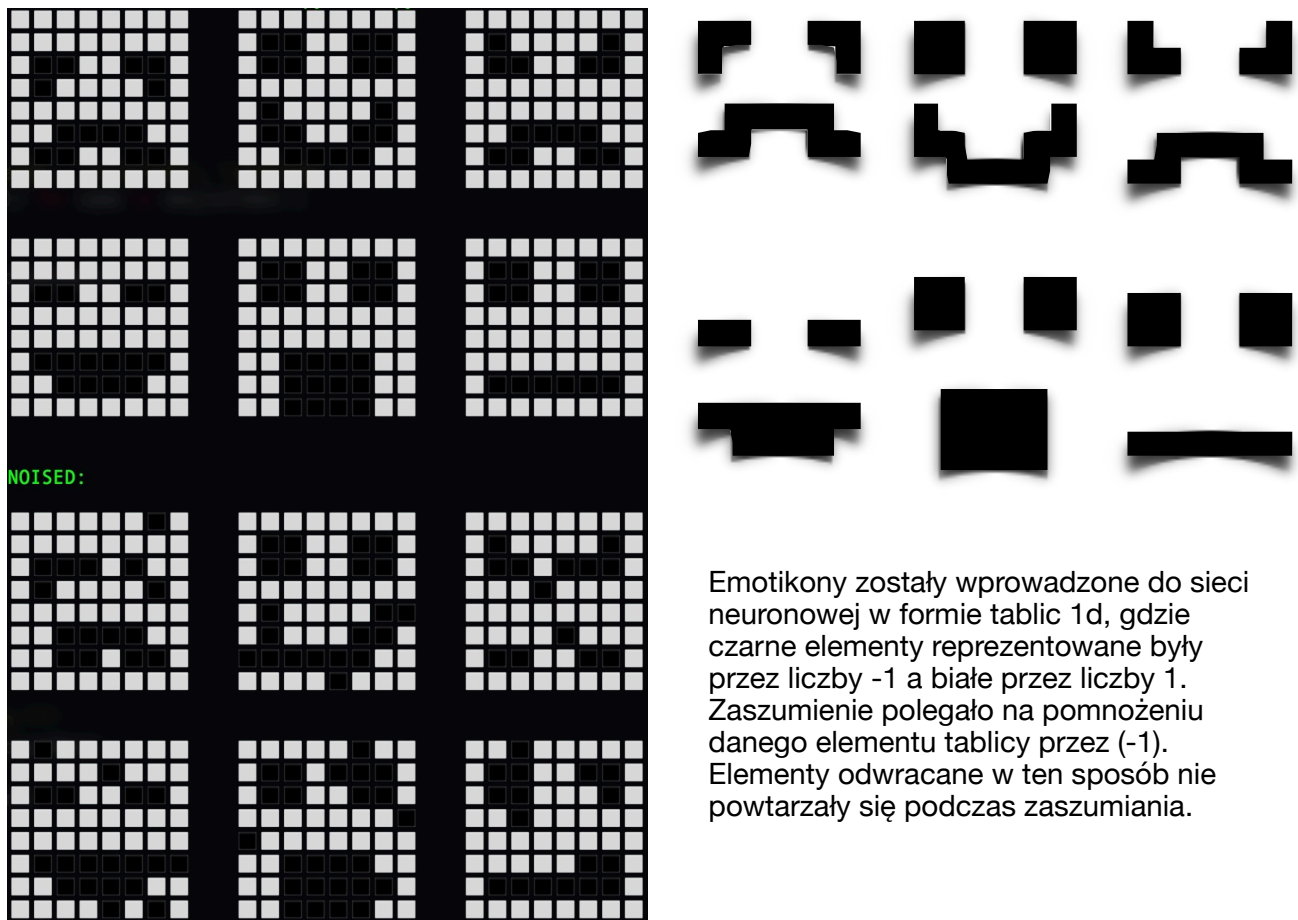 NOISED:
Emotikony zostały wprowadzone do sieci
neuronowej w formie tablic 1d, gdzie
czarne elementy reprezentowane były
przez liczby -1 a białe przez liczby 1.
Zaszumienie polegało na pomnożeniu
danego elementu tablicy przez (-1).
Elementy odwracane w ten sposób nie
powtarzały się podczas zaszumiania.